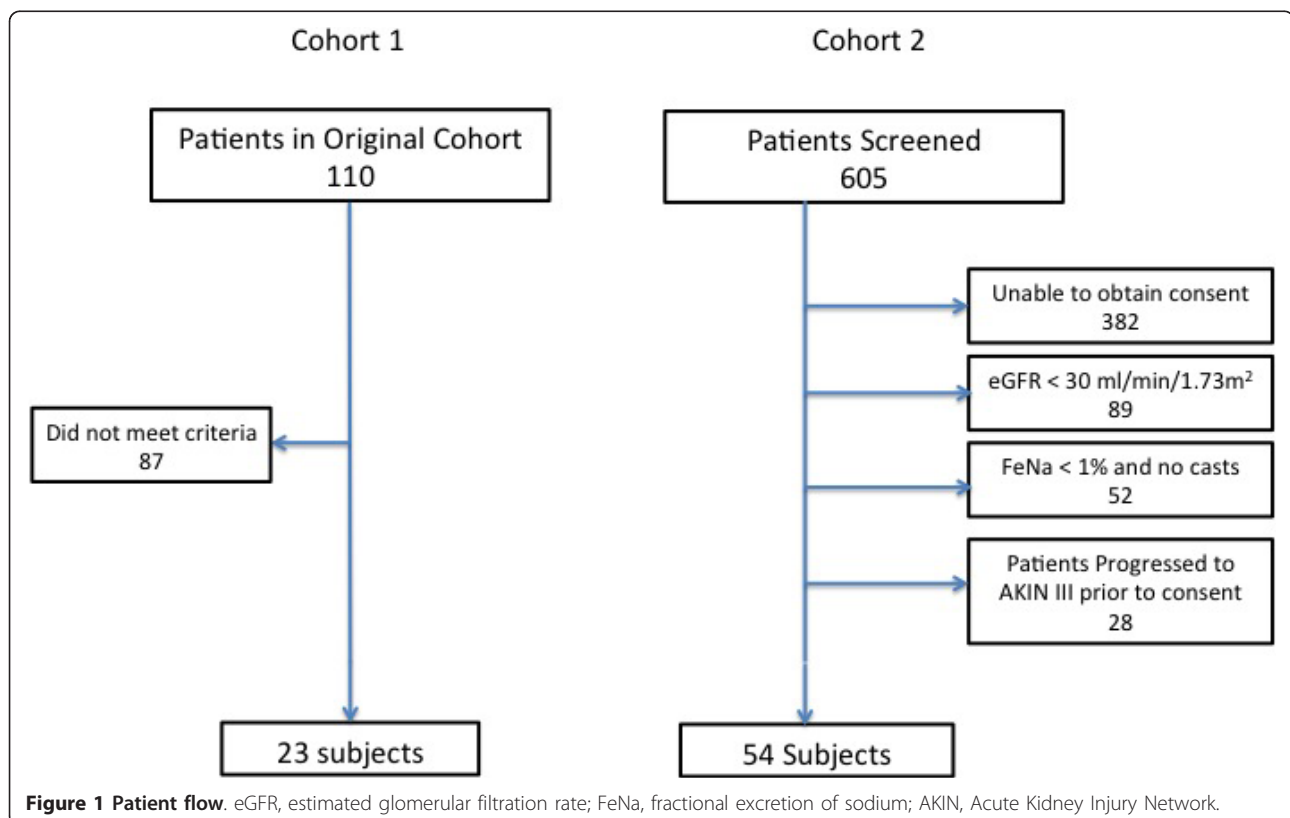 Cohort 1
Patients in Original Cohort
110
Did not meet criteria
87
23 subjects
Cohort 2
Patients Screened
605
Unable to obtain consent
382
eGFR < 30 ml/min/1.73m²
89
FeNa < 1% and no casts
52
Patients Progressed to
AKIN III prior to consent
28
54 Subjects
Figure 1 Patient flow. eGFR, estimated glomerular filtration rate; FeNa, fractional excretion of sodium; AKIN, Acute Kidney Injury Network.